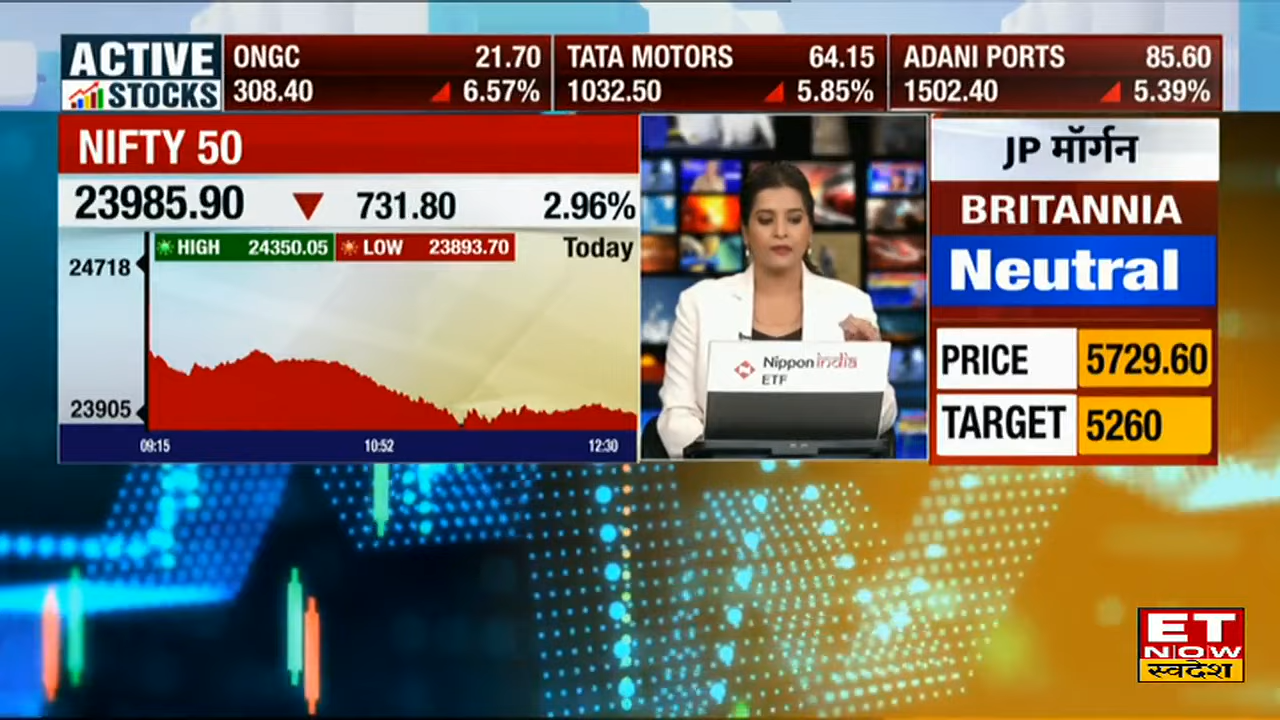 ACTIVE STOCKS
ONGC 21.70
308.40 6.57%
TATA MOTORS 64.15
1032.50 5.85%
ADANI PORTS 85.60
1502.40 5.39%
NIFTY 50
23985.90 731.80 2.96%
HIGH 24350.05 LOW 23893.70 Today
24718
23905
09:15 10:52 12:30
Nippon india
ETF
JP मॉर्गन
BRITANNIA
Neutral
PRICE 5729.60
TARGET 5260
ET
NOW
स्वदेश